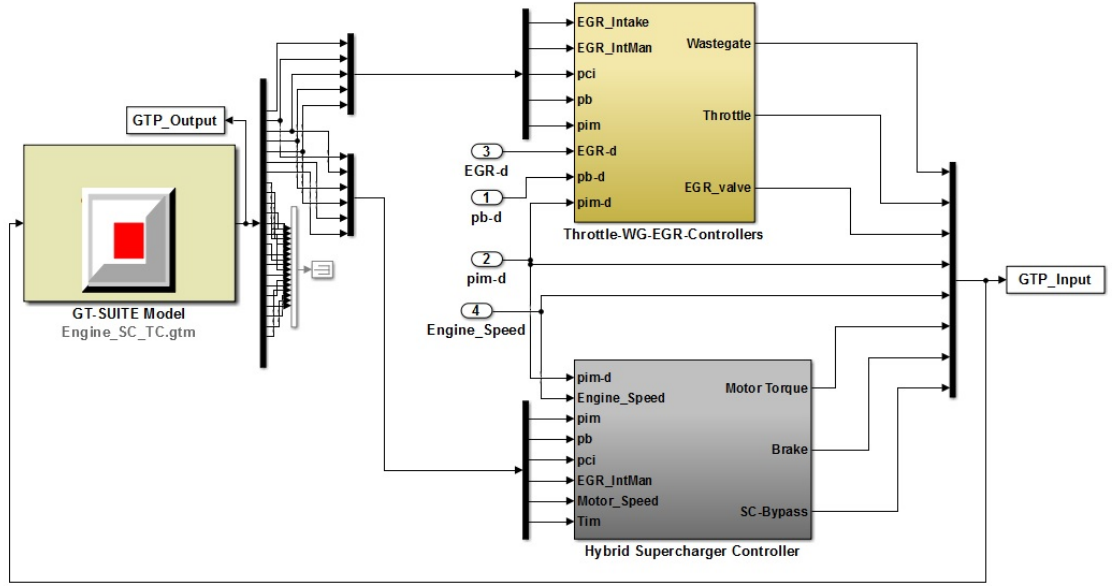 GTP_Output
GT-SUITE Model
Engine_SC_TC.gtm
EGR_Intake
EGR_IntMan
pci
pb
pim
EGR-d
pb-d
pim-d
Wastegate
Throttle
EGR_valve
Throttle-WG-EGR-Controllers
3
EGR-d
1
pb-d
2
pim-d
4
Engine_Speed
GTP_Input
pim-d
Engine_Speed
pim
pb
pci
EGR_IntMan
Motor_Speed
Tim
Motor Torque
Brake
SC-Bypass
Hybrid Supercharger Controller